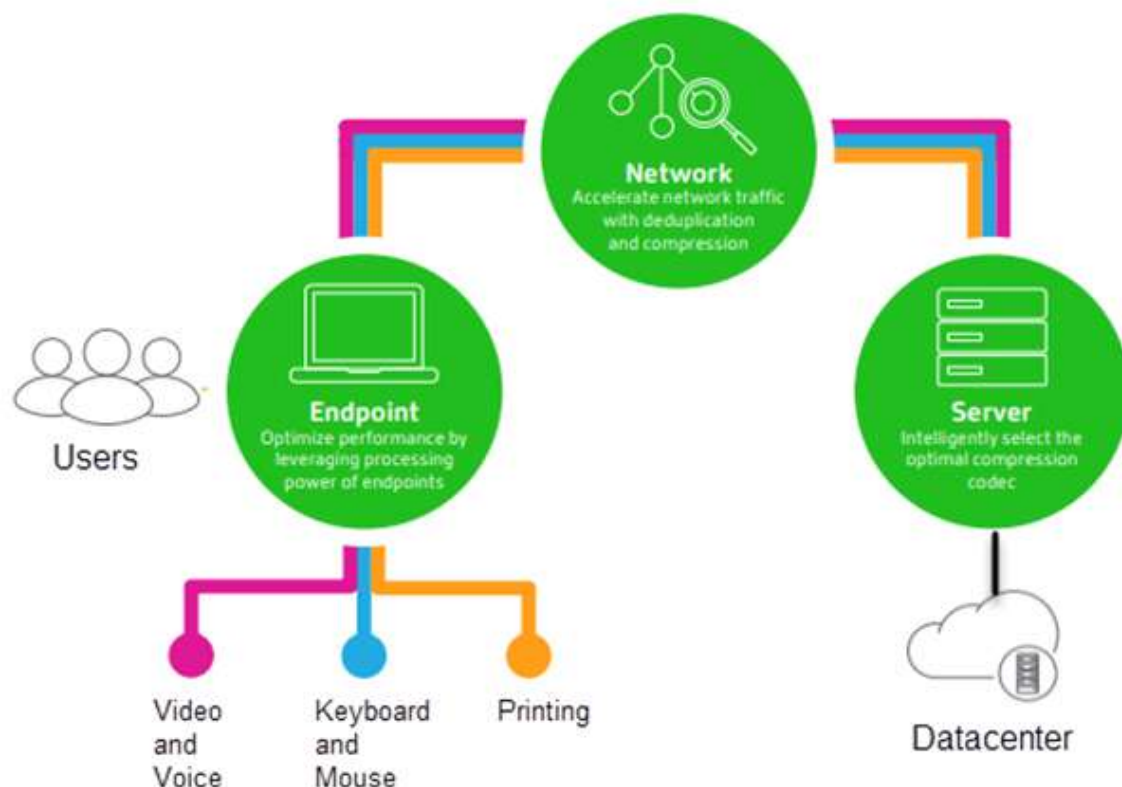 Network
Accelerate network traffic
with deduplication
and compression
Endpoint
Optimize performance by
leveraging processing
power of endpoints
Server
Intelligently select the
optimal compression
codec
Users
Video
and
Voice
Keyboard
and
Mouse
Printing
Datacenter